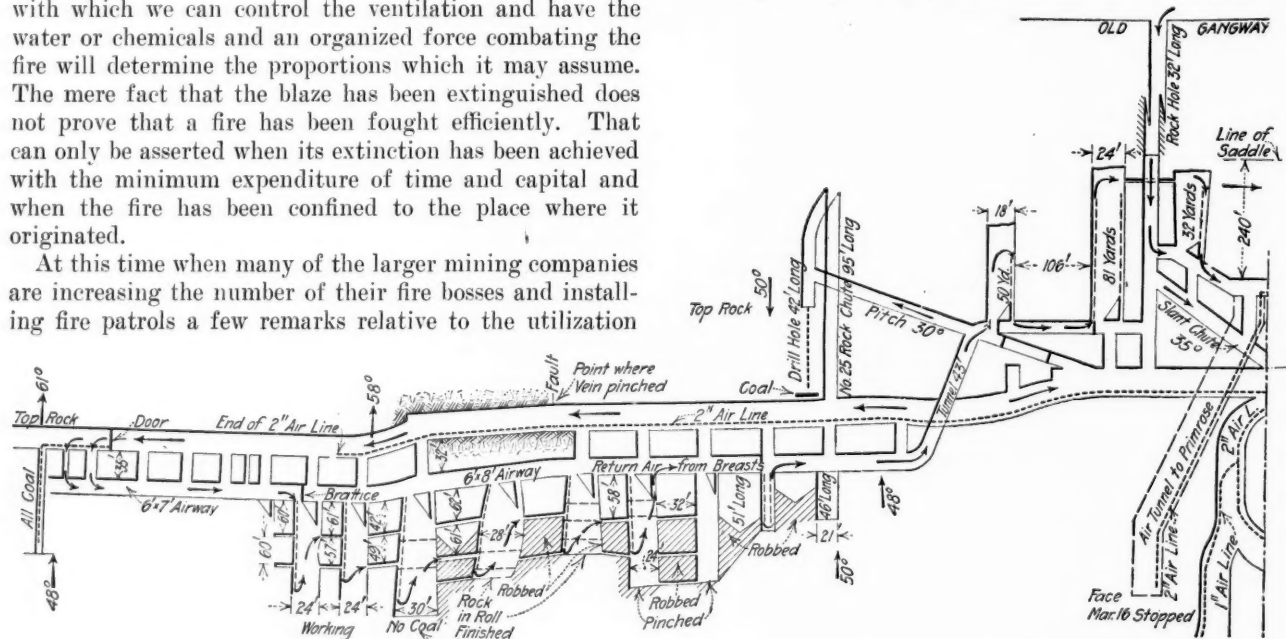 with which we can control the ventilation and have the
water or chemicals and an organized force combating the
fire will determine the proportions which it may assume.
The mere fact that the blaze has been extinguished does
not prove that a fire has been fought efficiently. That
can only be asserted when its extinction has been achieved
with the minimum expenditure of time and capital and
when the fire has been confined to the place where it
originated.
At this time when many of the larger mining companies
are increasing the number of their fire bosses and install-
ing fire patrols a few remarks relative to the utilization
OLD GANGWAY
Rock Hole 32' Long
Line of
Saddle
24'
18'
106'
50 Yd.
81 Yards
32 Yards
240'
Slant Chute
35°
Top Rock
50°
Drill Hole 42' Long
No. 25 Rock Chute 95' Long
Pitch 30°
Coal
Tunnel 43'
61°
Top Rock
Door
End of 2" Air Line
58°
Fault
Point where
Vein pinched
2" Air Line
All Coal
35'
6'×7' Airway
Brattice
32'
6'×8' Airway
Return Air from Breasts
48°
60'
60'
61'
57'
42'
49'
62'
61'
28'
58'
32'
24'
51' Long
46' Long
21'
50°
48°
24'
24'
30'
Working
No Coal
Rock
in Roll
Finished
Robbed
Robbed
Pinched
Robbed
Air Tunnel to Primrose
2" Air Line
Face
Mar. 16 Stopped
2" Air L
1" Air Line